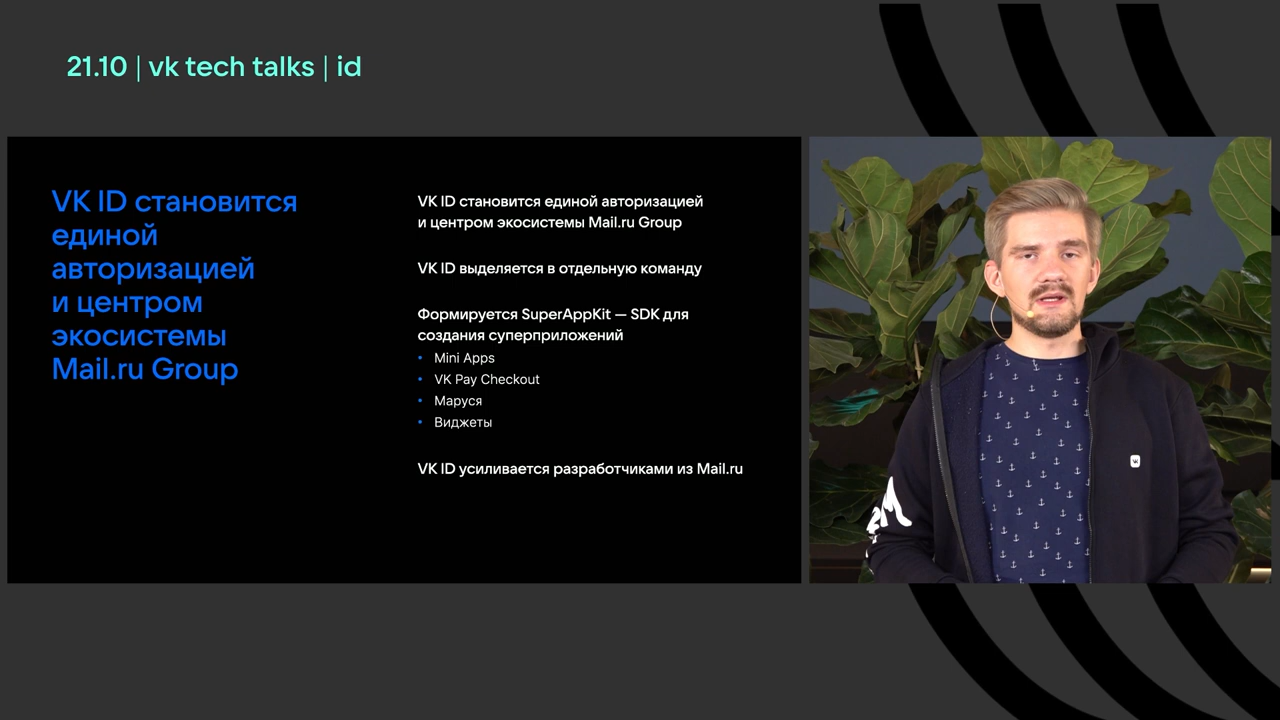 21.10 | vk tech talks | id
VK ID становится
единой
авторизацией
и центром
экосистемы
Mail.ru Group
VK ID становится единой авторизацией
и центром экосистемы Mail.ru Group
VK ID выделяется в отдельную команду
Формируется SuperAppKit — SDK для
создания суперприложений
• Mini Apps
• VK Pay Checkout
• Маруся
• Виджеты
VK ID усиливается разработчиками из Mail.ru